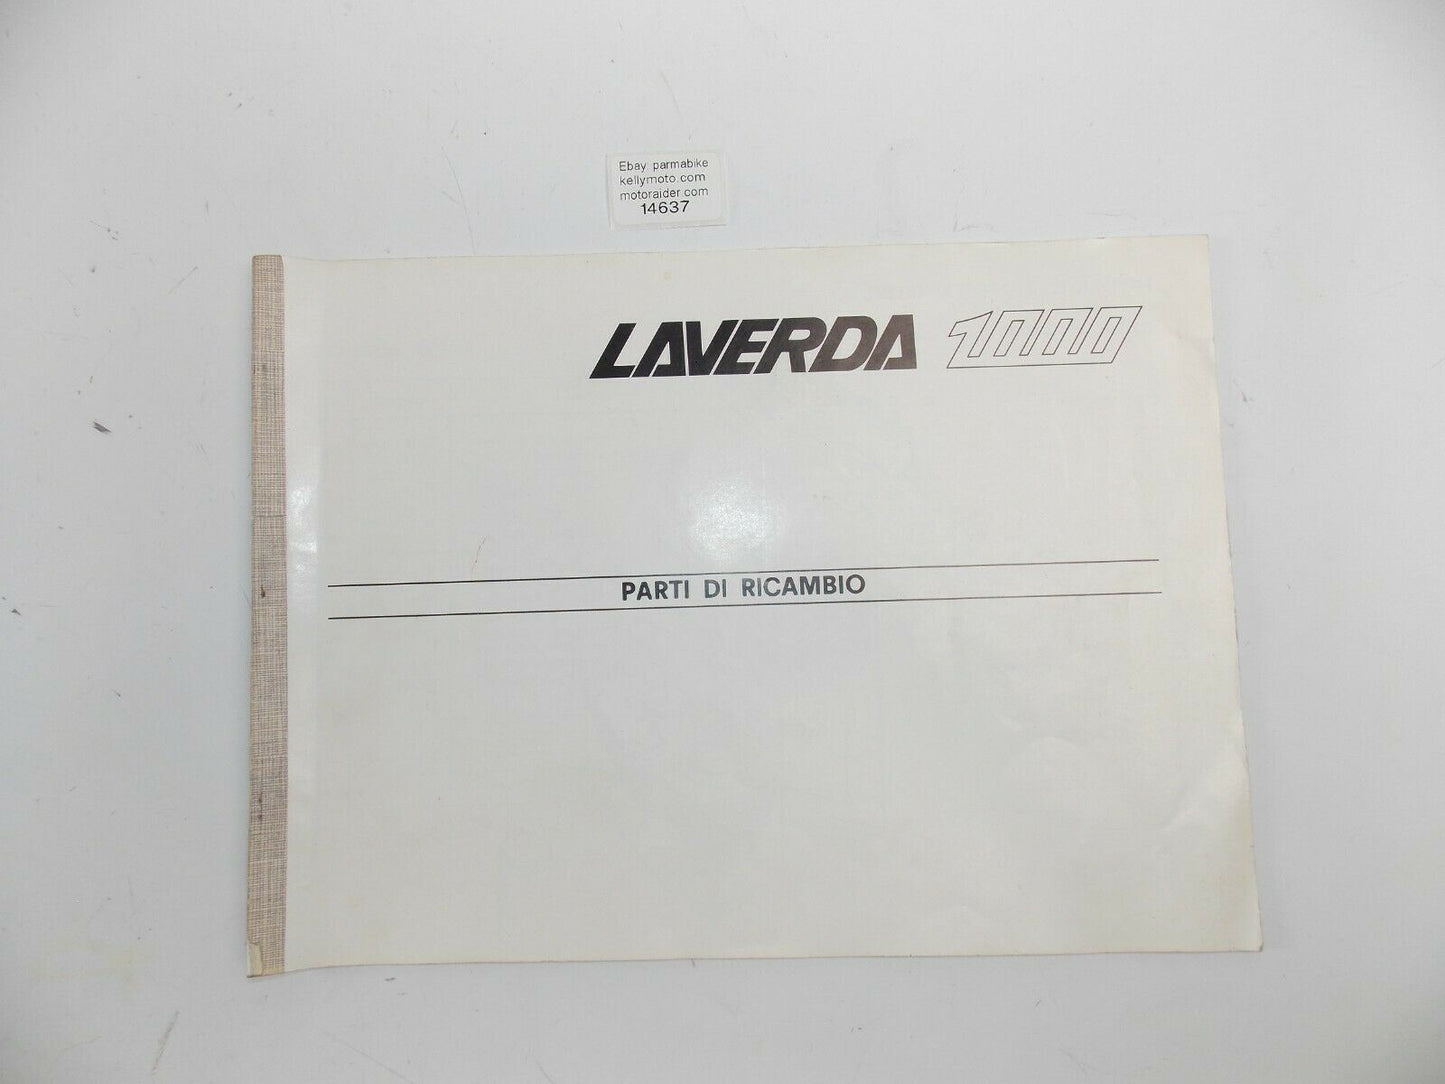 Ebay parmabike
kellymoto.com
motoraider.com
14637
LAVERDA 1000
PARTI DI RICAMBIO